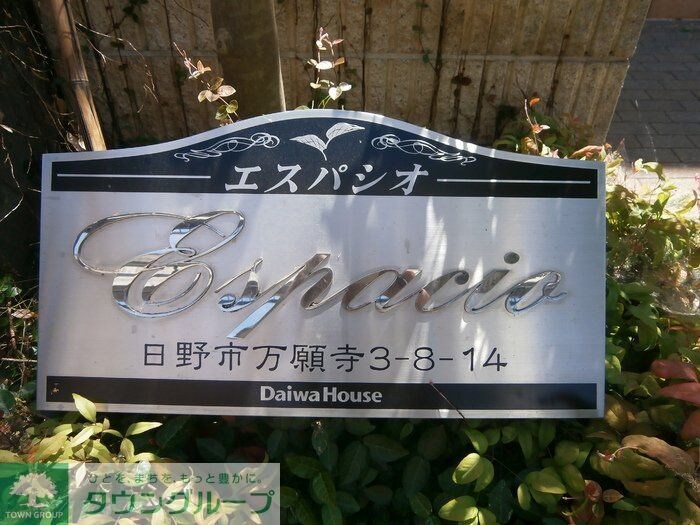 エスパシオ
Espacio
日野市万願寺3-8-14
Daiwa House
ひとを、まちを、もっと豊かに。
タウングループ
TOWN GROUP